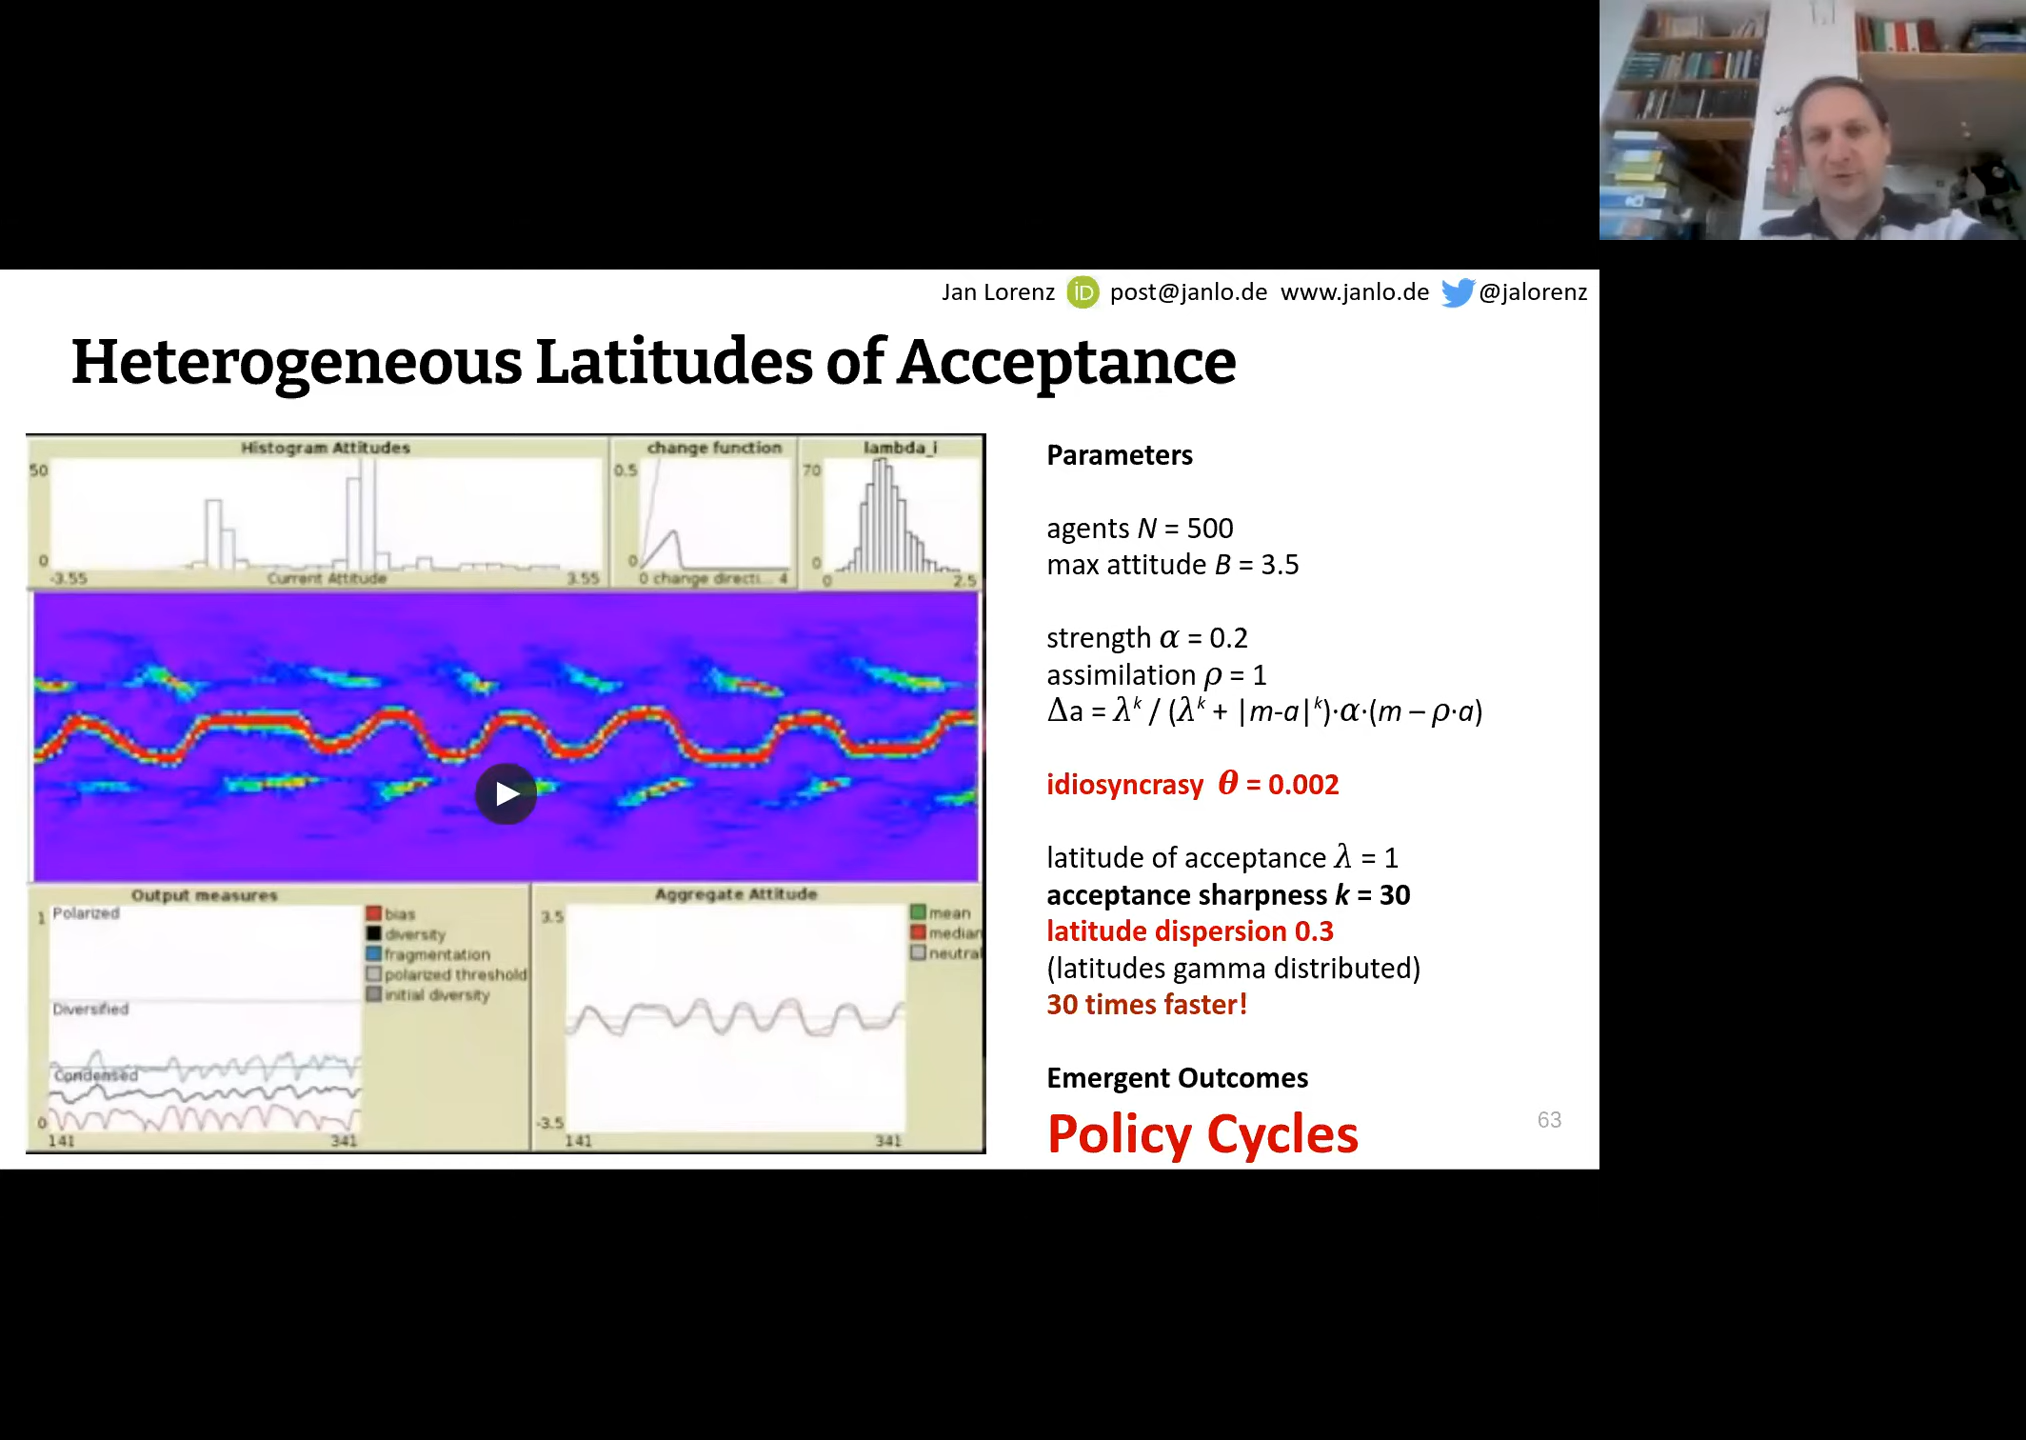 Jan Lorenz iD post@janlo.de www.janlo.de @jalorenz
Heterogeneous Latitudes of Acceptance
Histogram Attitudes
50
0
-3.55
Current Attitude
3.55
change function
0.5
0
0 change directi... 4
lambda_i
70
0
0
2.5
Output measures
1
Polarized
Diversified
Condensed
0
141
341
bias
diversity
fragmentation
polarized threshold
initial diversity
Aggregate Attitude
3.5
-3.5
141
341
mean
median
neutral
Parameters
agents N = 500
max attitude B = 3.5
strength α = 0.2
assimilation ρ = 1
Δa = λᵏ / (λᵏ + |m-a|ᵏ)·α·(m – ρ·a)
idiosyncrasy θ = 0.002
latitude of acceptance λ = 1
acceptance sharpness k = 30
latitude dispersion 0.3
(latitudes gamma distributed)
30 times faster!
Emergent Outcomes
Policy Cycles
63